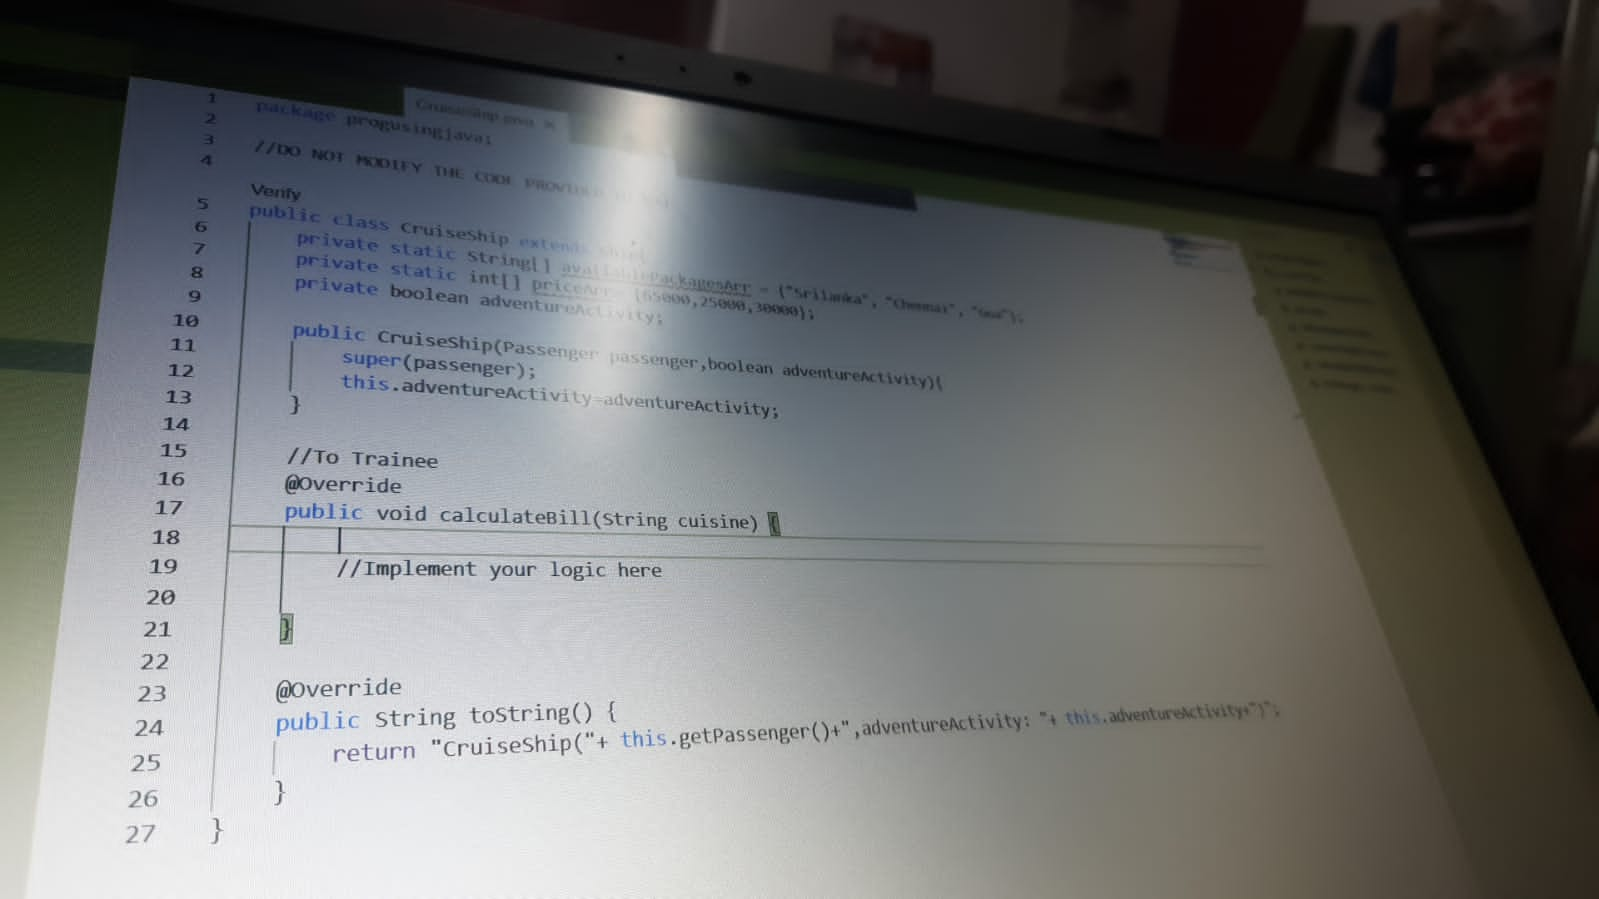 CruiseShip.java ×
1
2 package progusingjava;
3
4 //DO NOT MODIFY THE CODE PROVIDED
Verify
5 public class CruiseShip extends Ship{
6 private static String[] availablePackagesArr = {"Srilanka", "Chennai", "Goa"};
7 private static int[] priceArr = {65000,25000,30000};
8 private boolean adventureActivity;
9
10 public CruiseShip(Passenger passenger,boolean adventureActivity){
11 super(passenger);
12 this.adventureActivity=adventureActivity;
13 }
14
15 //To Trainee
16 @Override
17 public void calculateBill(String cuisine) {
18
19 //Implement your logic here
20
21 }
22
23 @Override
24 public String toString() {
25 return "CruiseShip("+ this.getPassenger()+",adventureActivity: "+ this.adventureActivity+")";
26 }
27 }